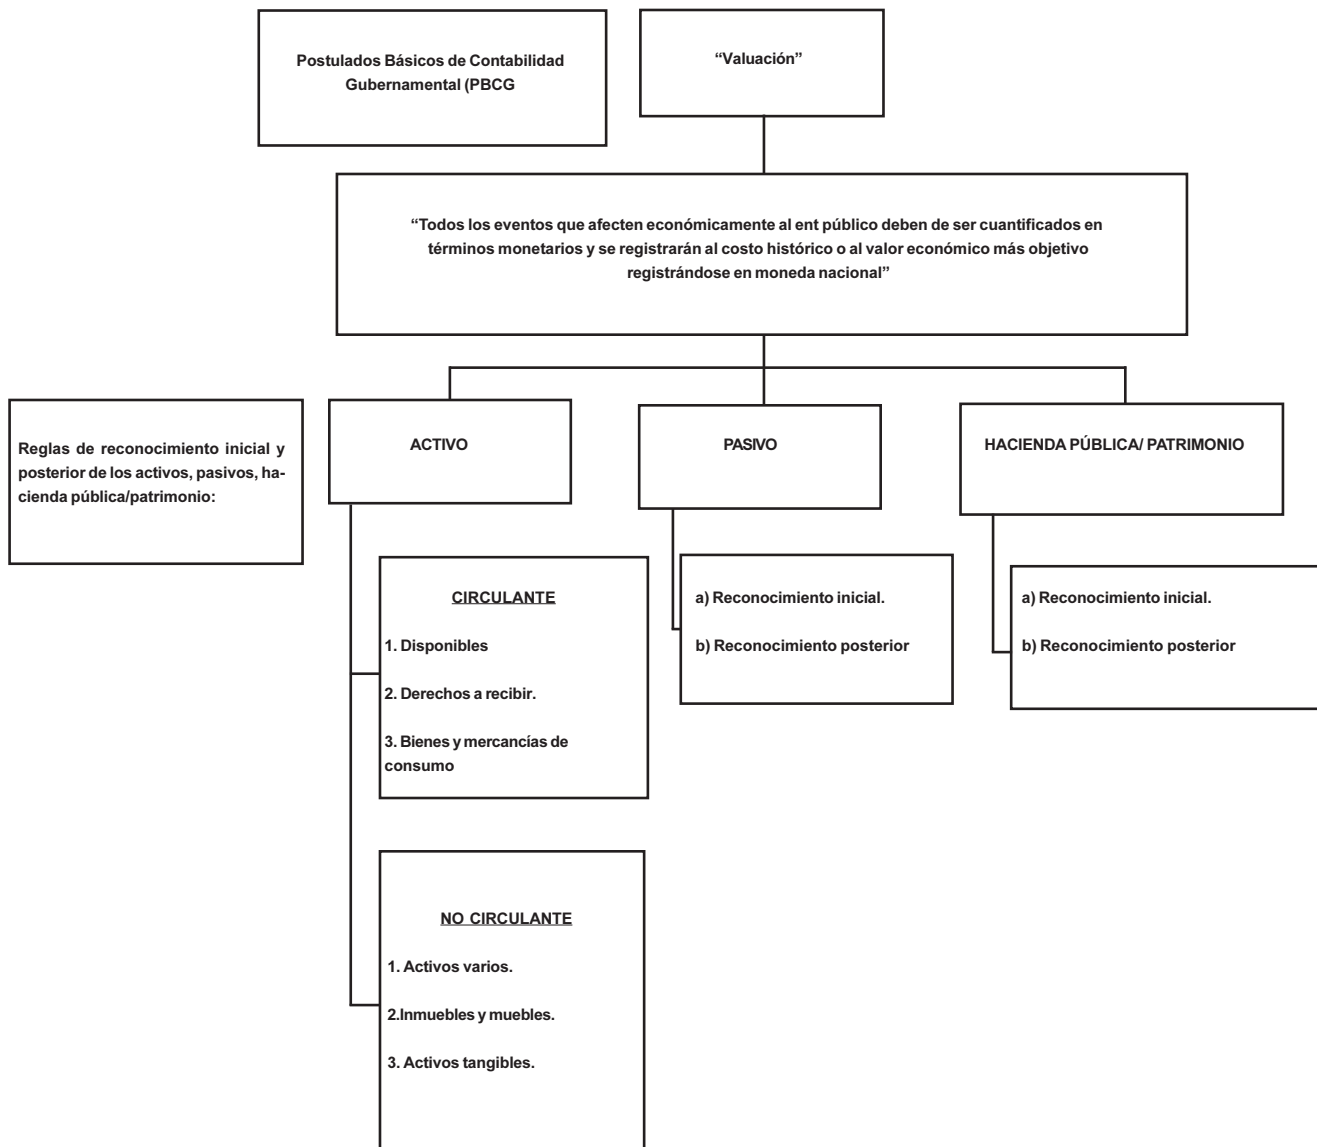 Postulados Básicos de Contabilidad
Gubernamental (PBCG
“Valuación”
“Todos los eventos que afecten económicamente al ent público deben de ser cuantificados en
términos monetarios y se registrarán al costo histórico o al valor económico más objetivo
registrándose en moneda nacional”
Reglas de reconocimiento inicial y
posterior de los activos, pasivos, ha-
cienda pública/patrimonio:
ACTIVO
PASIVO
HACIENDA PÚBLICA/ PATRIMONIO
CIRCULANTE
1. Disponibles
2. Derechos a recibir.
3. Bienes y mercancías de
consumo
a) Reconocimiento inicial.
b) Reconocimiento posterior
a) Reconocimiento inicial.
b) Reconocimiento posterior
NO CIRCULANTE
1. Activos varios.
2.Inmuebles y muebles.
3. Activos tangibles.